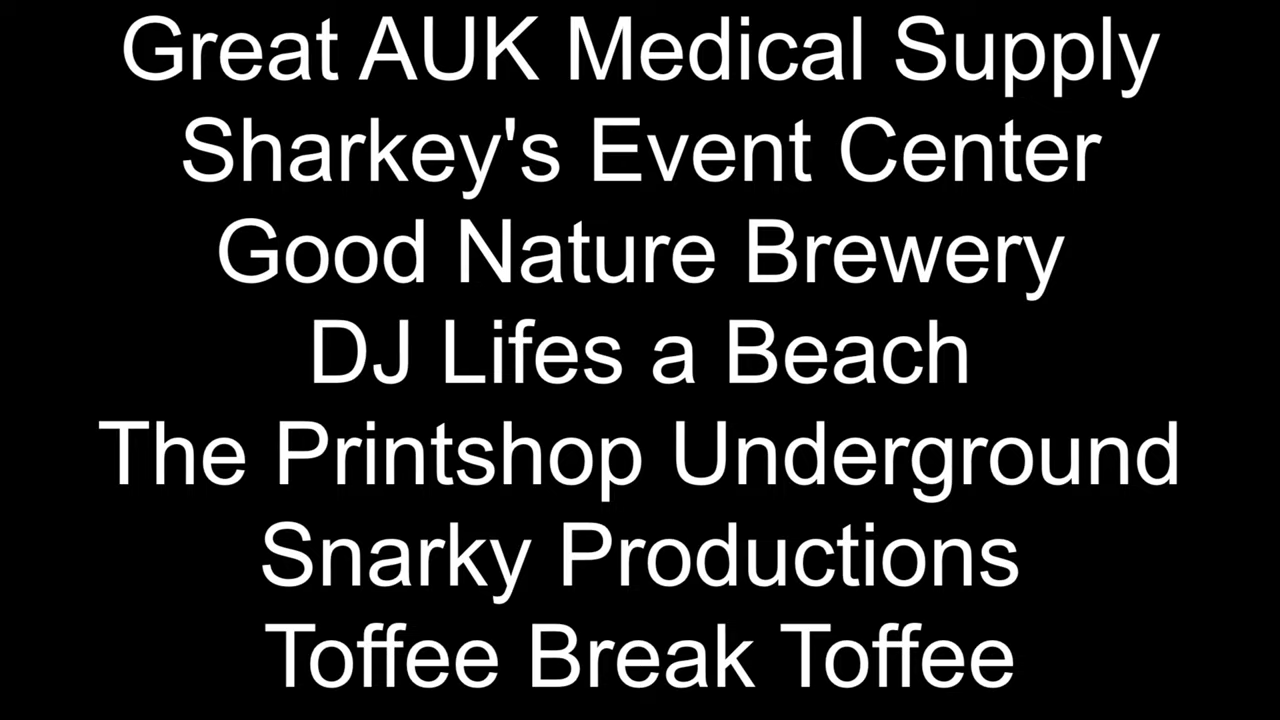 Great AUK Medical Supply
Sharkey's Event Center
Good Nature Brewery
DJ Lifes a Beach
The Printshop Underground
Snarky Productions
Toffee Break Toffee